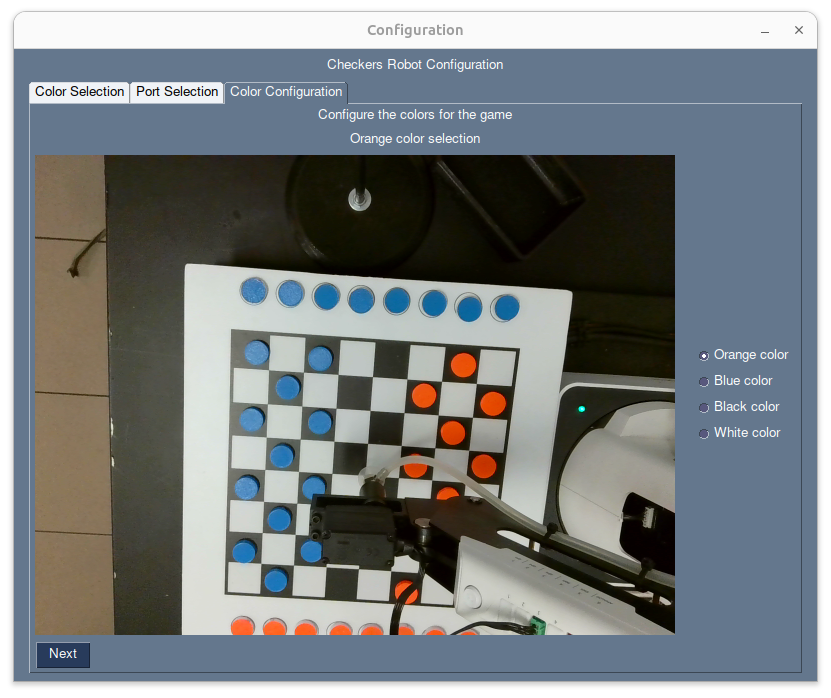 Configuration
Checkers Robot Configuration
Color Selection Port Selection Color Configuration
Configure the colors for the game
Orange color selection
Orange color
Blue color
Black color
White color
Next